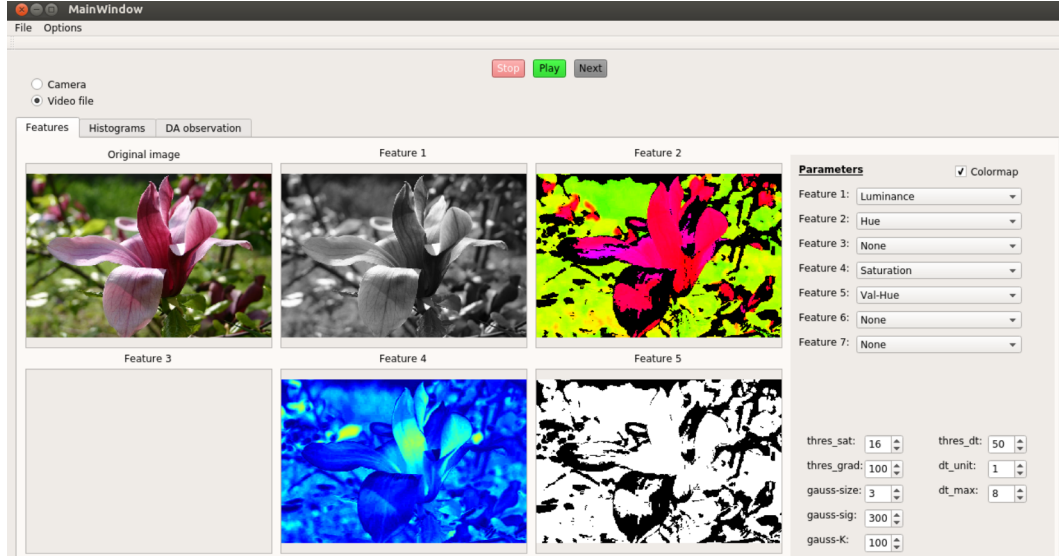 MainWindow
File Options
Stop Play Next
Camera
Video file
Features Histograms DA observation
Original image Feature 1 Feature 2
Parameters Colormap
Feature 1: Luminance
Feature 2: Hue
Feature 3: None
Feature 4: Saturation
Feature 5: Val-Hue
Feature 6: None
Feature 7: None
Feature 3 Feature 4 Feature 5
thres_sat: 16 thres_dt: 50
thres_grad: 100 dt_unit: 1
gauss-size: 3 dt_max: 8
gauss-sig: 300
gauss-K: 100